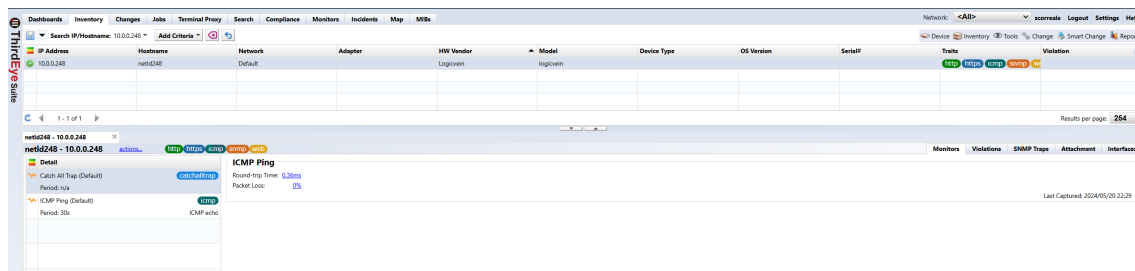 ThirdEye Suite
Dashboards Inventory Changes Jobs Terminal Proxy Search Compliance Monitors Incidents Map MIBs
Network: <All> scorreale Logout Settings Hel
Search IP/Hostname: 10.0.0.248 Add Criteria
Device Inventory Tools Change Smart Change Repor
IP Address Hostname Network Adapter HW Vendor Model Device Type OS Version Serial# Traits Violation
10.0.0.248 netld248 Default Logicvein logicvein http https icmp snmp we
1 - 1 of 1
Results per page: 254
netld248 - 10.0.0.248
netld248 - 10.0.0.248 actions... http https icmp snmp web
Monitors Violations SNMP Traps Attachment Interfaces
Detail
Catch All Trap (Default) catchalltrap
Period: n/a
ICMP Ping (Default) icmp
Period: 30s ICMP echo
ICMP Ping
Round-trip Time: 0.36ms
Packet Loss: 0%
Last Captured: 2024/05/20 22:29